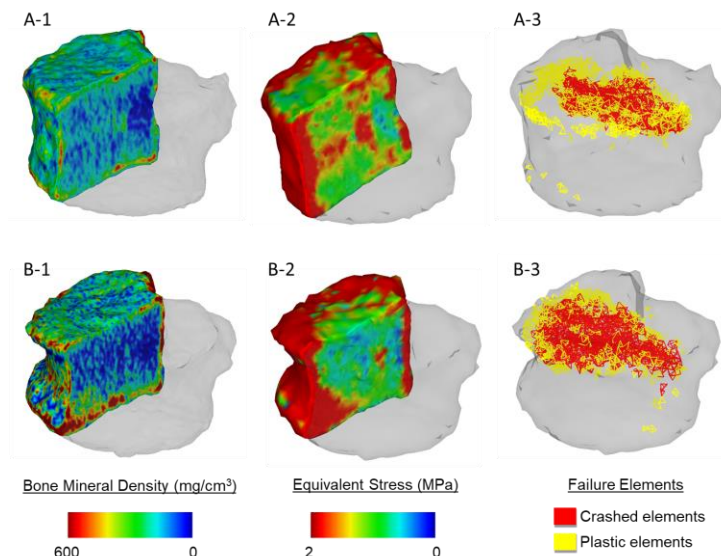 A-1 A-2 A-3
B-1 B-2 B-3
Bone Mineral Density (mg/cm³) Equivalent Stress (MPa) Failure Elements
Crashed elements
600 0 2 0 Plastic elements